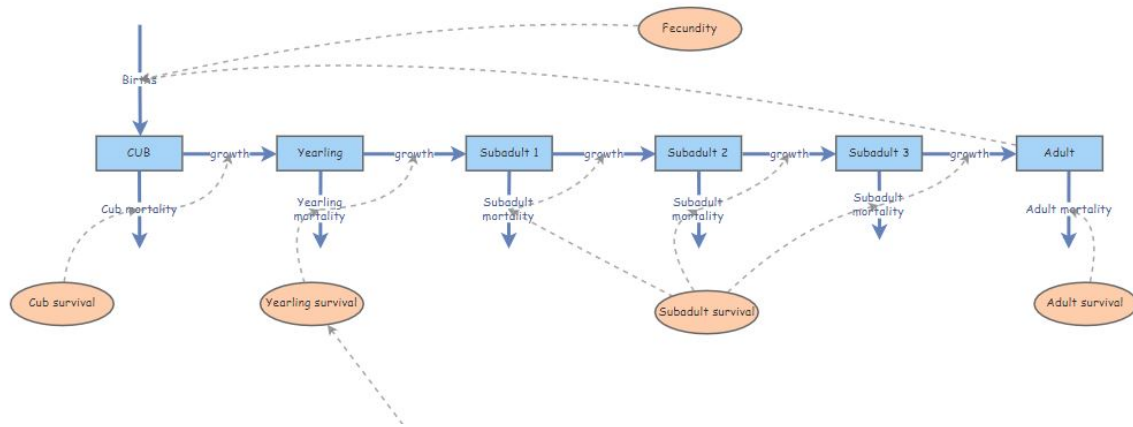 Fecundity
Births
CUB
growth
Yearling
growth
Subadult 1
growth
Subadult 2
growth
Subadult 3
growth
Adult
Cub mortality
Yearling
mortality
Subadult
mortality
Subadult
mortality
Subadult
mortality
Adult mortality
Cub survival
Yearling survival
Subadult survival
Adult survival